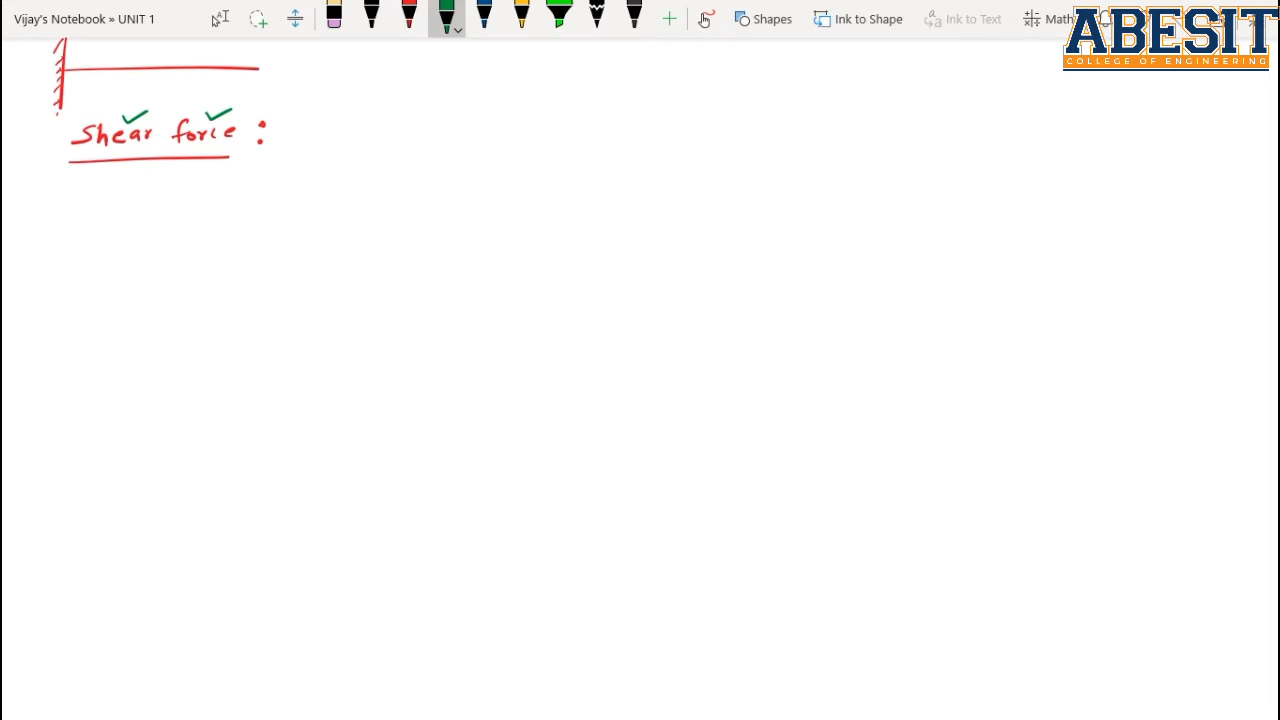 Vijay's Notebook » UNIT 1
Shapes
Ink to Shape
Ink to Text
Math
ABESIT
COLLEGE OF ENGINEERING
Shear force :